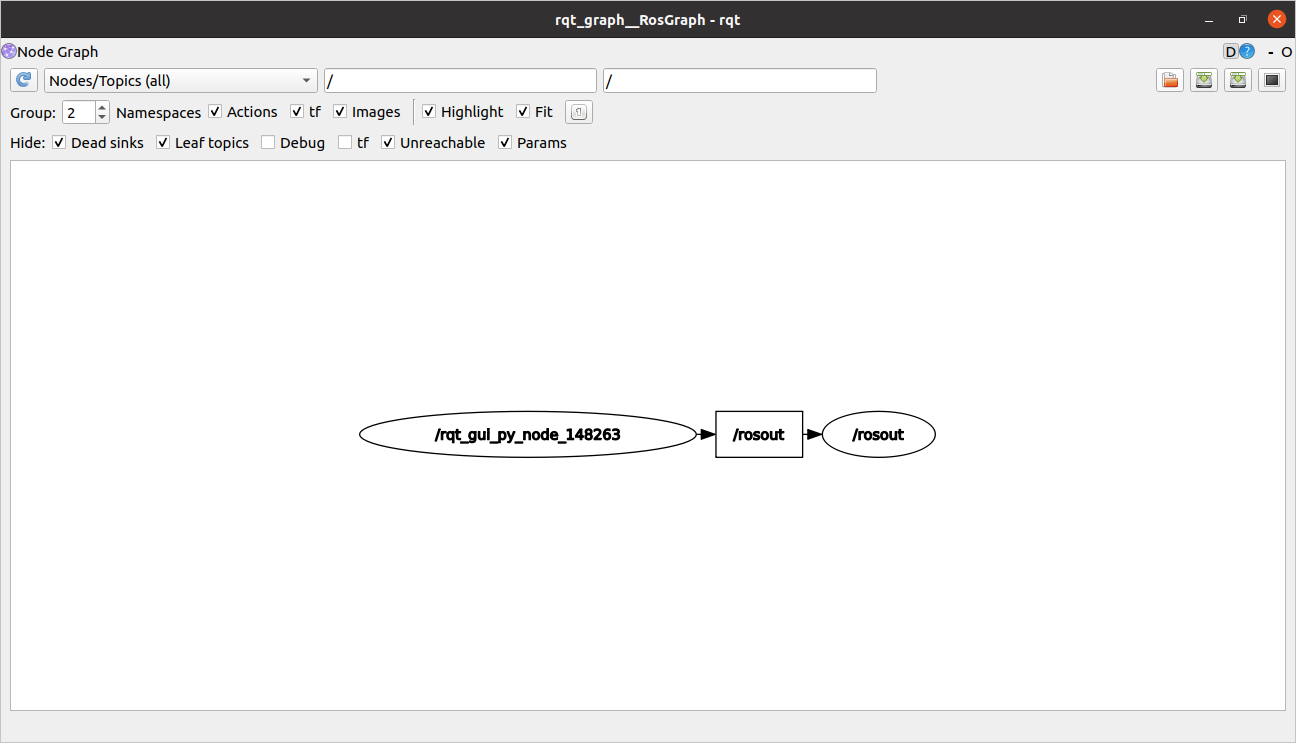 rqt_graph__RosGraph - rqt
Node Graph D ? - O
Nodes/Topics (all) / /
Group: 2 Namespaces Actions tf Images Highlight Fit
Hide: Dead sinks Leaf topics Debug tf Unreachable Params
/rqt_gui_py_node_148263 /rosout /rosout